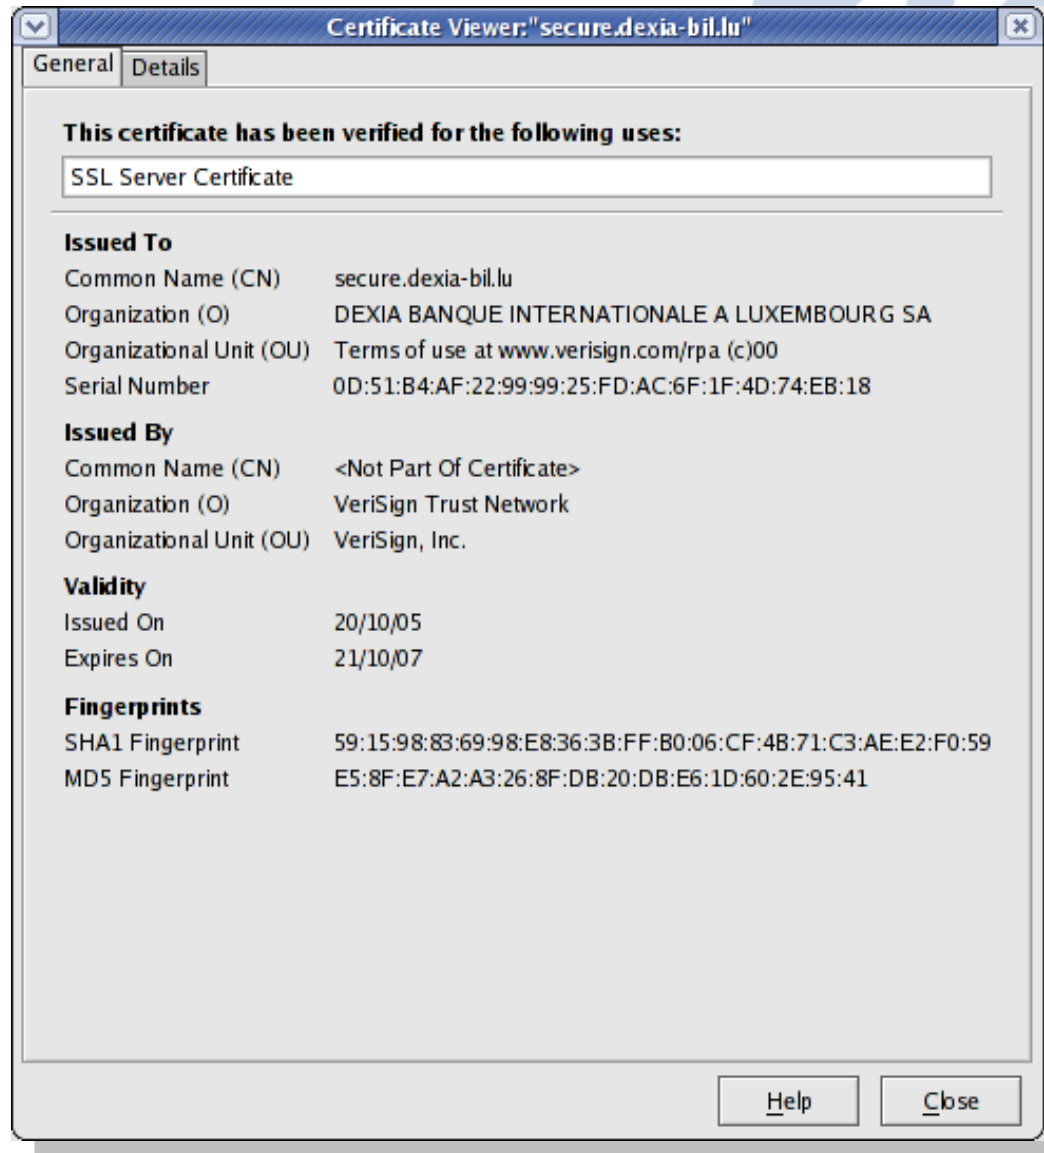 Certificate Viewer:"secure.dexia-bil.lu"
General Details
This certificate has been verified for the following uses:
SSL Server Certificate
Issued To
Common Name (CN) secure.dexia-bil.lu
Organization (O) DEXIA BANQUE INTERNATIONALE A LUXEMBOURG SA
Organizational Unit (OU) Terms of use at www.verisign.com/rpa (c)00
Serial Number 0D:51:B4:AF:22:99:99:25:FD:AC:6F:1F:4D:74:EB:18
Issued By
Common Name (CN) <Not Part Of Certificate>
Organization (O) VeriSign Trust Network
Organizational Unit (OU) VeriSign, Inc.
Validity
Issued On 20/10/05
Expires On 21/10/07
Fingerprints
SHA1 Fingerprint 59:15:98:83:69:98:E8:36:3B:FF:B0:06:CF:4B:71:C3:AE:E2:F0:59
MD5 Fingerprint E5:8F:E7:A2:A3:26:8F:DB:20:DB:E6:1D:60:2E:95:41
Help Close